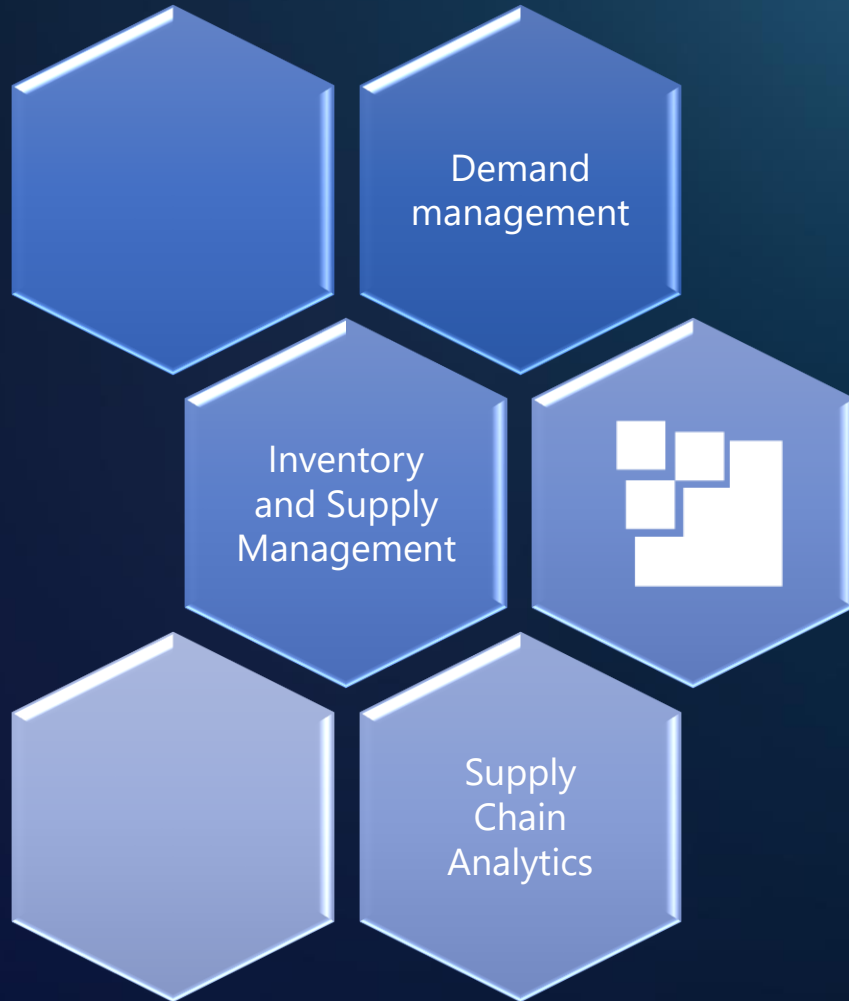 Demand
management
Inventory
and Supply
Management
Supply
Chain
Analytics